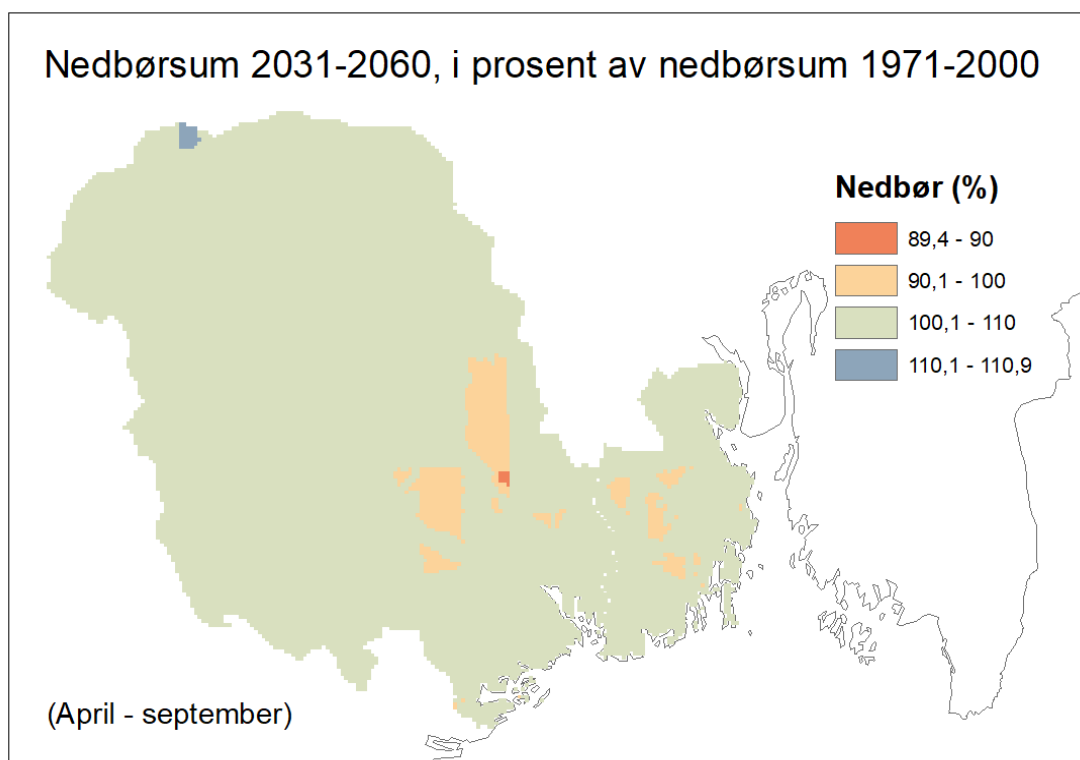 Nedbørsum 2031-2060, i prosent av nedbørsum 1971-2000
Nedbør (%)
89,4 - 90
90,1 - 100
100,1 - 110
110,1 - 110,9
(April - september)